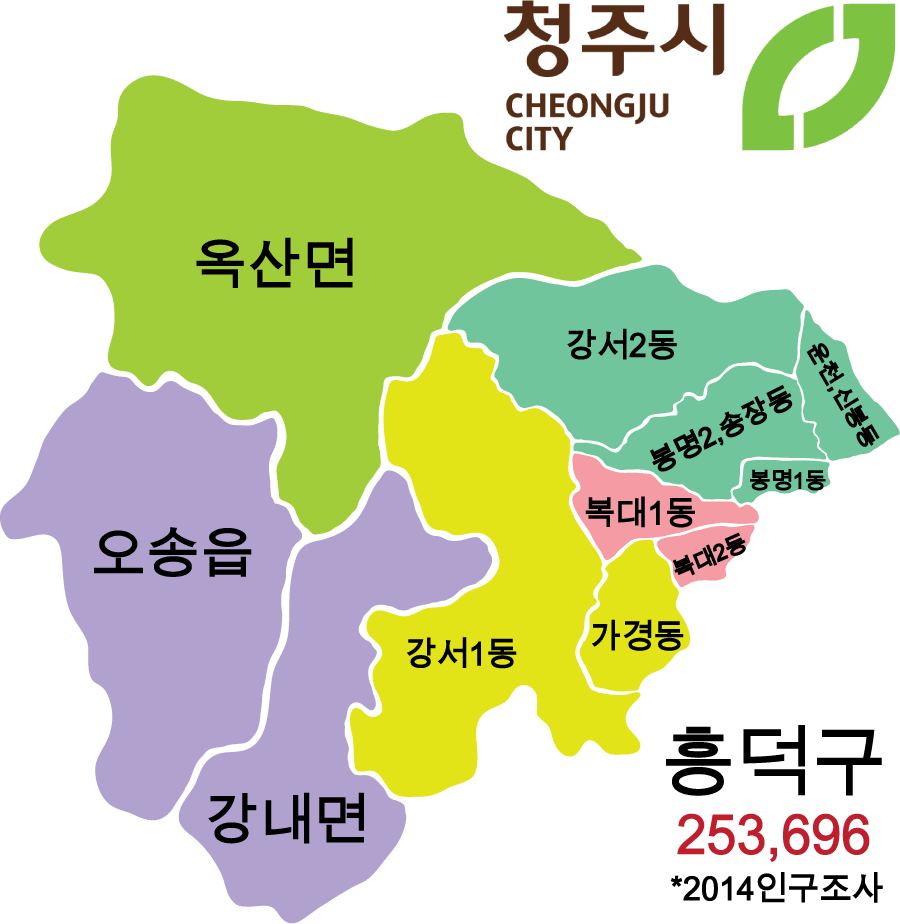 청주시
CHEONGJU
CITY
옥산면
강서2동
운천,신봉동
봉명2,송장동
봉명1동
복대1동
복대2동
오송읍
가경동
강서1동
강내면
흥덕구
253,696
*2014인구조사